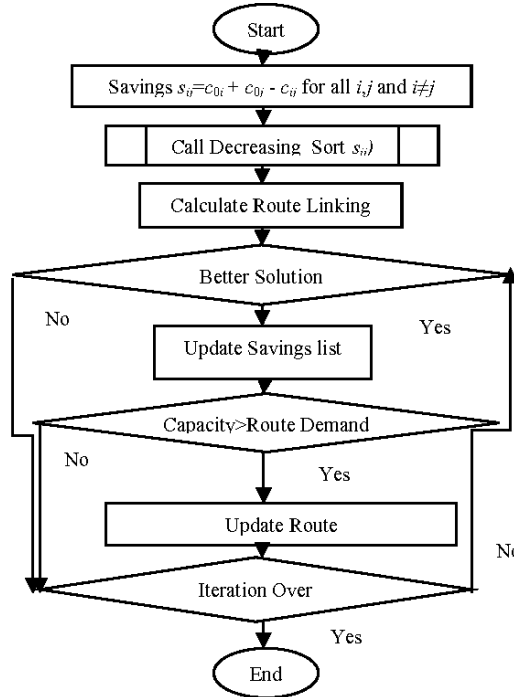 Start
Savings sij=c0i + c0j - cij for all i,j and i≠j
Call Decreasing Sort sij)
Calculate Route Linking
Better Solution
No
Yes
Update Savings list
Capacity>Route Demand
No
Yes
Update Route
No
Iteration Over
Yes
End